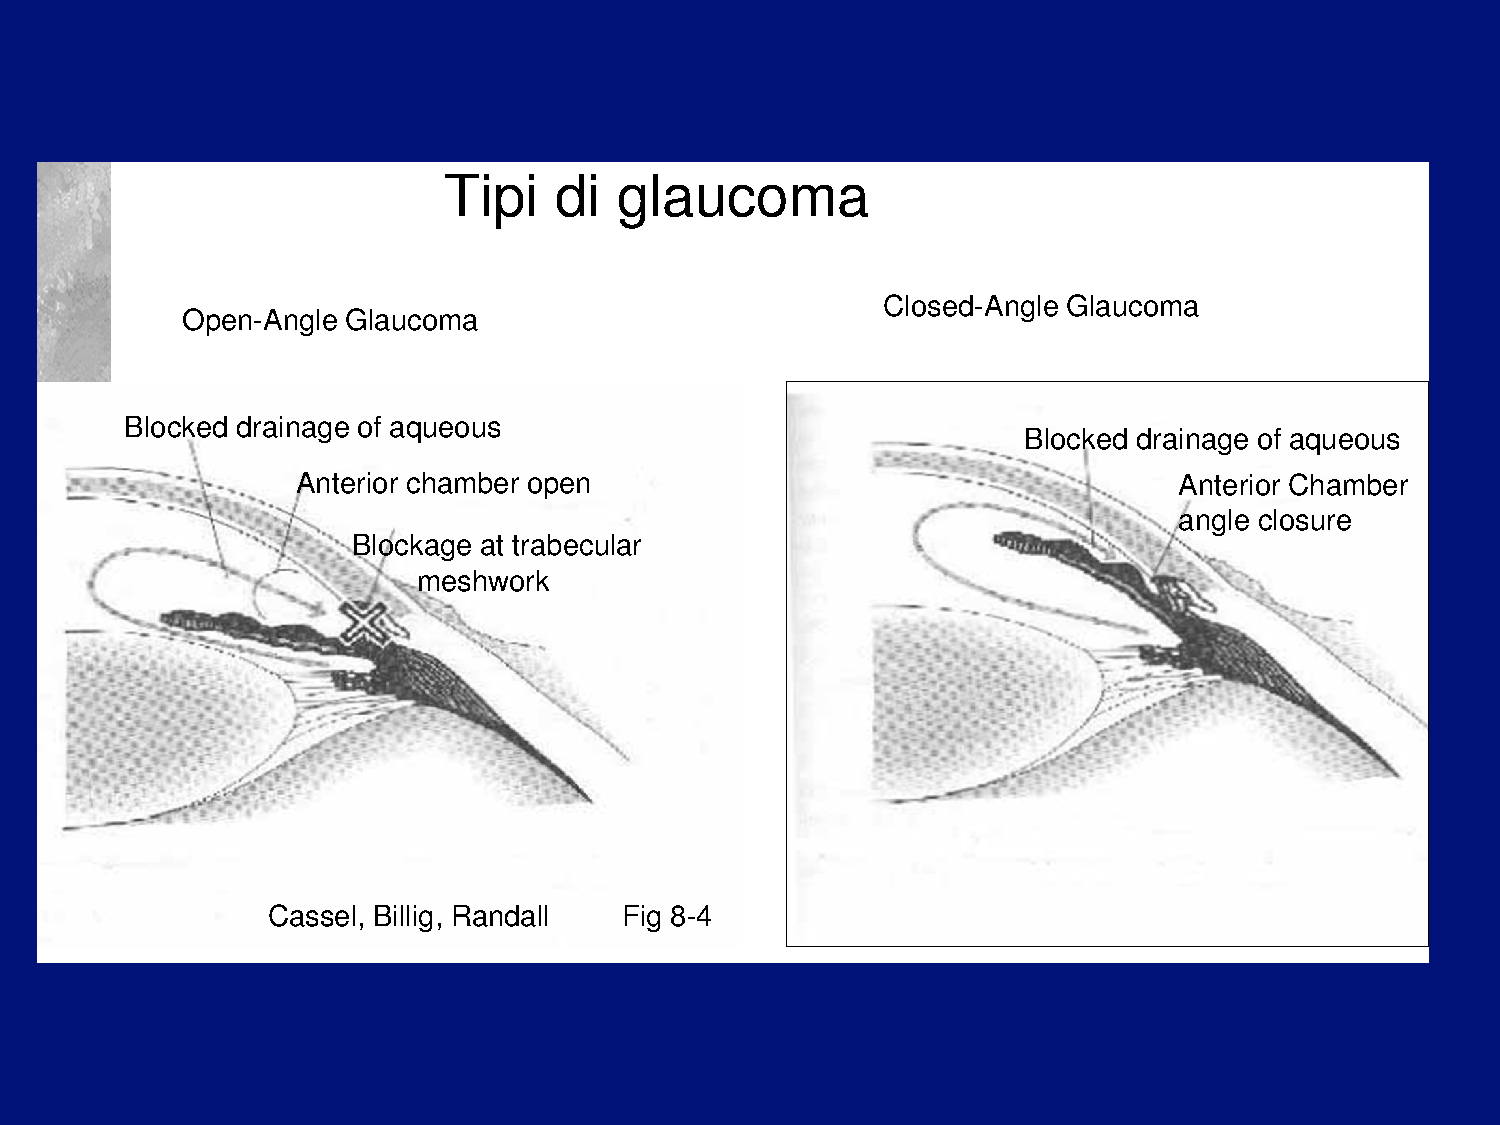 Tipi di glaucoma
Open-Angle Glaucoma
Blocked drainage of aqueous
Anterior chamber open
Blockage at trabecular
meshwork
Cassel, Billig, Randall Fig 8-4
Closed-Angle Glaucoma
Blocked drainage of aqueous
Anterior Chamber
angle closure